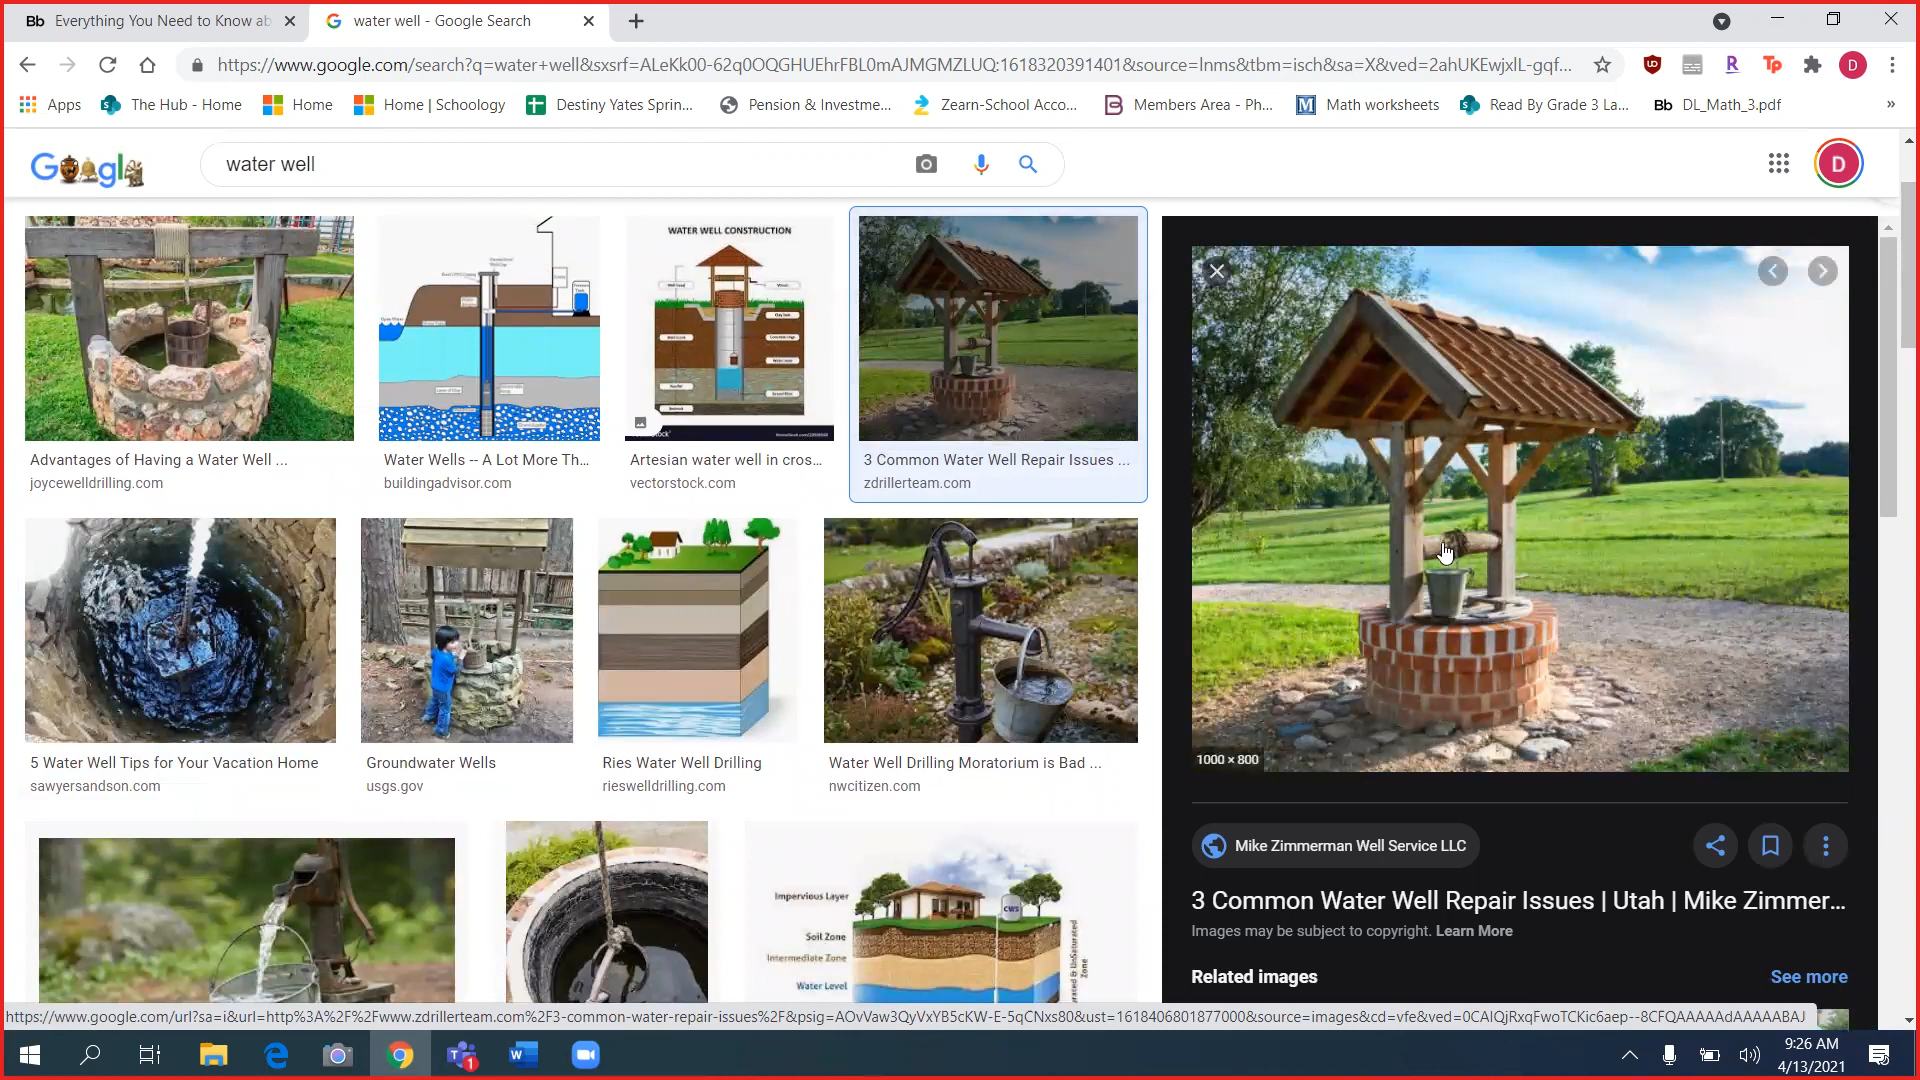 Bb Everything You Need to Know ab
water well - Google Search
https://www.google.com/search?q=water+well&sxsrf=ALeKk00-62q0OQGHUEhrFBL0mAJMGMZLUQ:1618320391401&source=lnms&tbm=isch&sa=X&ved=2ahUKEwjxlL-gqf...
UD R Tp D
Apps The Hub - Home Home Home | Schoology Destiny Yates Sprin... Pension & Investme... Zearn-School Acco... Members Area - Ph... M Math worksheets Read By Grade 3 La... Bb DL_Math_3.pdf »
water well
D
WATER WELL CONSTRUCTION
Advantages of Having a Water Well ...
joycewelldrilling.com
Water Wells -- A Lot More Th...
buildingadvisor.com
Artesian water well in cros...
vectorstock.com
3 Common Water Well Repair Issues ...
zdrillerteam.com
5 Water Well Tips for Your Vacation Home
sawyersandson.com
Groundwater Wells
usgs.gov
Ries Water Well Drilling
rieswelldrilling.com
Water Well Drilling Moratorium is Bad ...
nwcitizen.com
Impervious Layer
CWS
Soil Zone
Intermediate Zone
Water Level
1000 × 800
Mike Zimmerman Well Service LLC
3 Common Water Well Repair Issues | Utah | Mike Zimmer...
Images may be subject to copyright. Learn More
Related images
See more
https://www.google.com/url?sa=i&url=http%3A%2F%2Fwww.zdrillerteam.com%2F3-common-water-repair-issues%2F&psig=AOvVaw3QyVxYB5cKW-E-5qCNxs80&ust=1618406801877000&source=images&cd=vfe&ved=0CAIQjRxqFwoTCKic6aep--8CFQAAAAAdAAAAABAJ
1
9:26 AM
4/13/2021